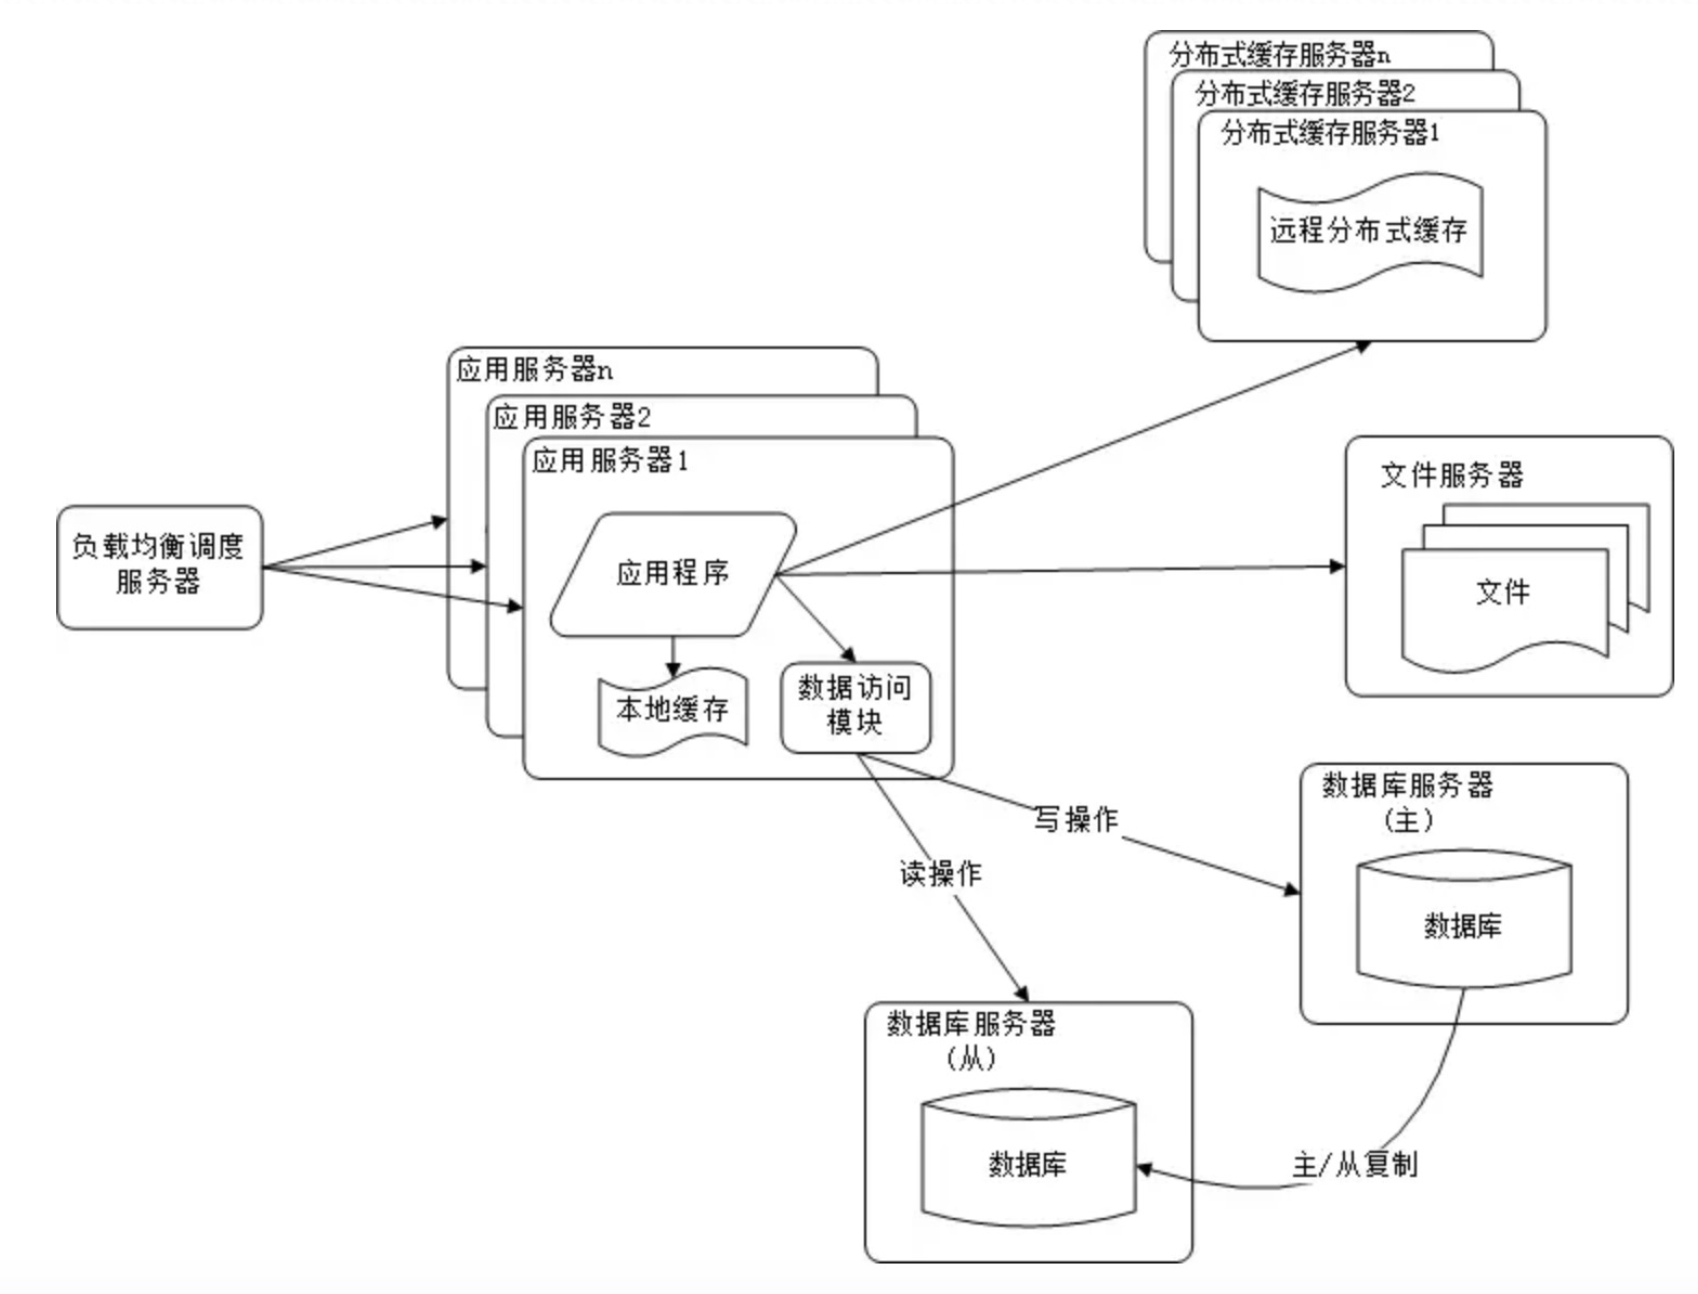 分布式缓存服务器n
分布式缓存服务器2
分布式缓存服务器1
远程分布式缓存
应用服务器n
应用服务器2
应用服务器1
负载均衡调度
服务器
应用程序
本地缓存
数据访问
模块
文件服务器
文件
写操作
读操作
数据库服务器
(主)
数据库
数据库服务器
(从)
数据库
主/从复制